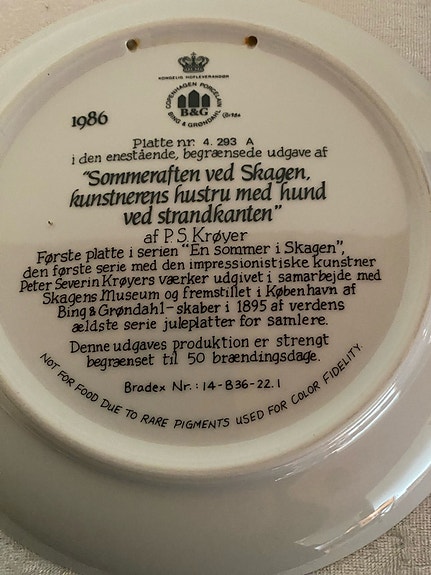 KONGELIG HOFLEVERANDØR
COPENHAGEN PORCELAIN
B&G
BING & GRØNDAHL
1986
Platte nr. 4.293 A
i den enestående, begrænsede udgave af
"Sommeraften ved Skagen,
kunstnerens hustru med hund
ved strandkanten"
af P.S. Krøyer
Første platte i serien "En sommer i Skagen",
den første serie med den impressionistiske kunstner
Peter Severin Krøyers værker udgivet i samarbejde med
Skagens Museum og fremstillet i København af
Bing & Grøndahl-skaber i 1895 af verdens
ældste serie juleplatter for samlere.
Denne udgaves produktion er strengt
begrænset til 50 brændingsdage.
Bradex Nr.: 14-B36-22.1
NOT FOR FOOD DUE TO RARE PIGMENTS USED FOR COLOR FIDELITY.